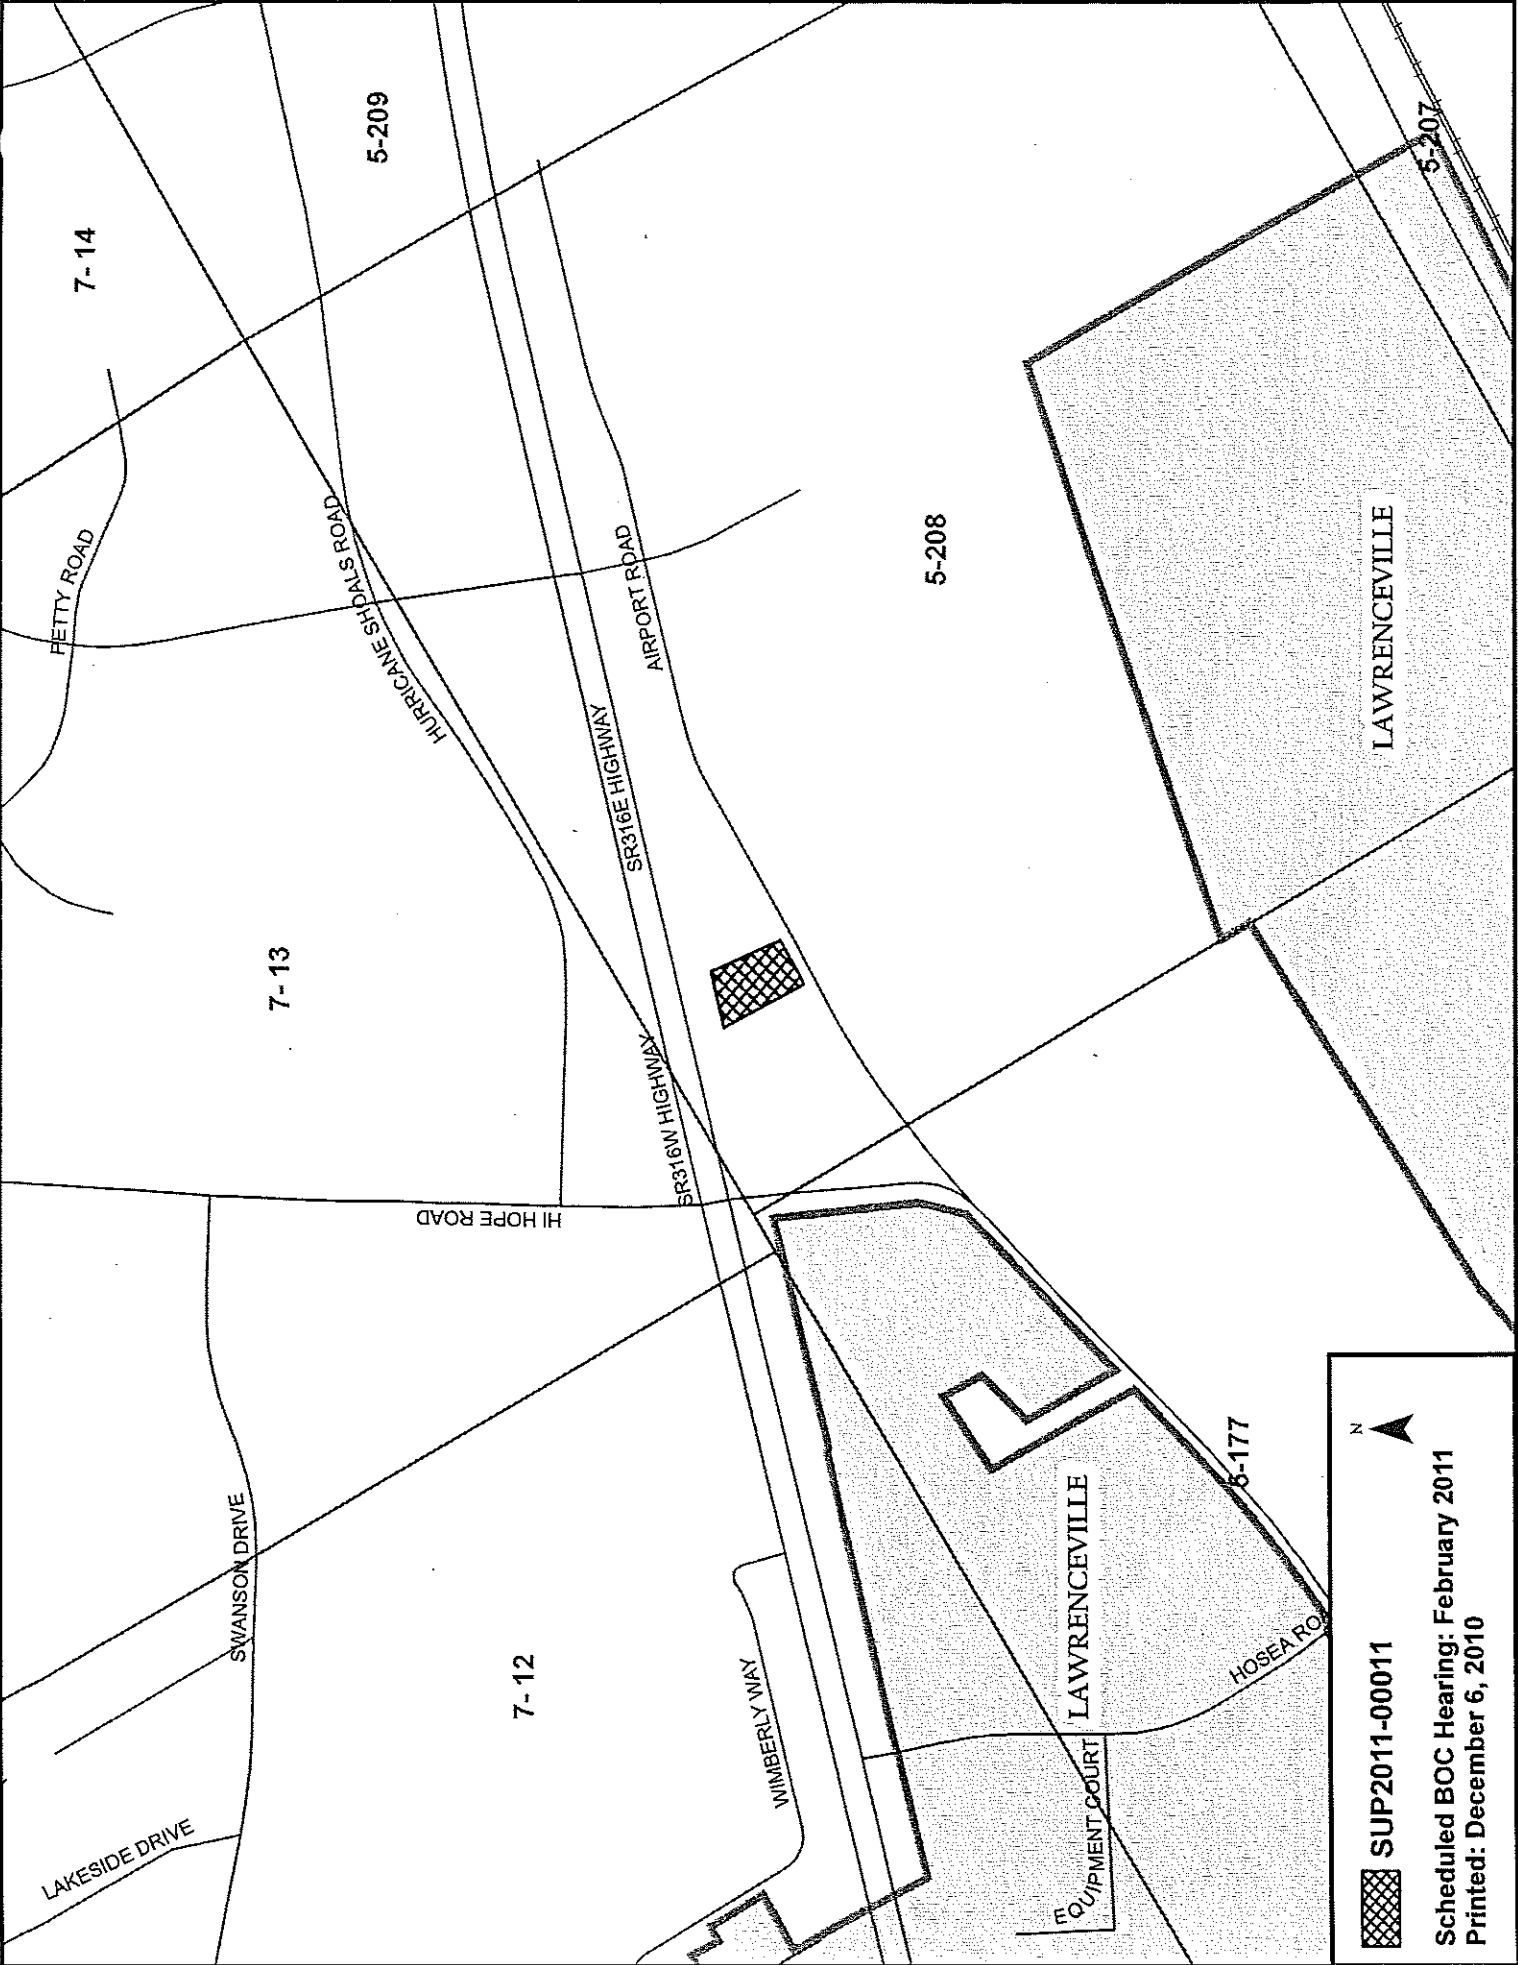 LAKESIDE DRIVE
SWANSON DRIVE
HI HOPE ROAD
7- 13
PETTY ROAD
7- 14
5-209
HURRICANE SHOALS ROAD
7- 12
WIMBERLY WAY
SR316W HIGHWAY
SR316E HIGHWAY
AIRPORT ROAD
5-208
EQUIPMENT COURT
LAWRENCEVILLE
HOSEA RO
5-177
LAWRENCEVILLE
5-207
SUP2011-00011
N
Scheduled BOC Hearing: February 2011
Printed: December 6, 2010